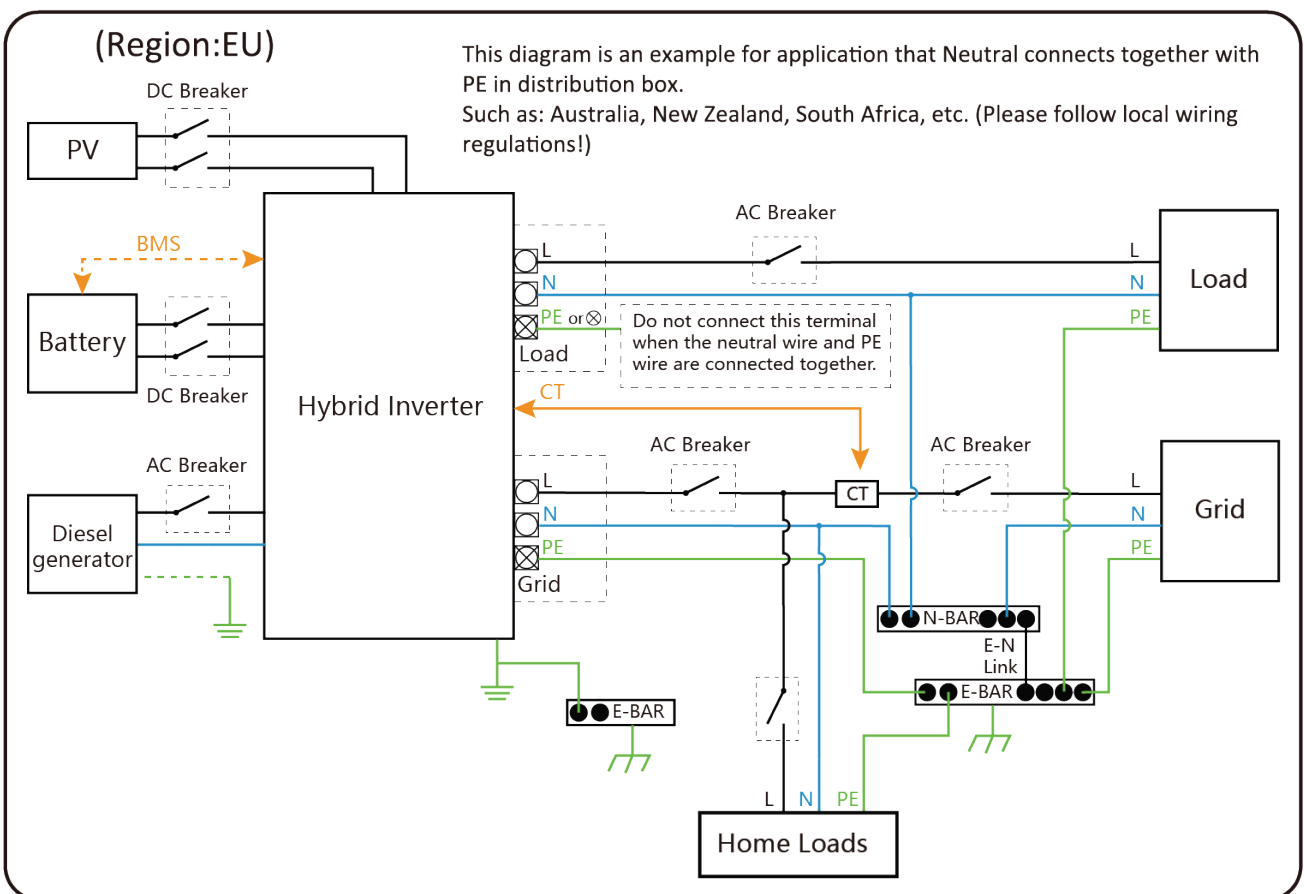 (Region:EU)
This diagram is an example for application that Neutral connects together with
PE in distribution box.
Such as: Australia, New Zealand, South Africa, etc. (Please follow local wiring
regulations!)
DC Breaker
PV
BMS
Battery
DC Breaker
AC Breaker
Diesel
generator
Hybrid Inverter
L
N
PE or
Load
Do not connect this terminal
when the neutral wire and PE
wire are connected together.
AC Breaker
L
N
PE
Load
CT
AC Breaker
AC Breaker
L
N
PE
Grid
CT
L
N
PE
Grid
N-BAR
E-N
Link
E-BAR
E-BAR
L
N
PE
Home Loads